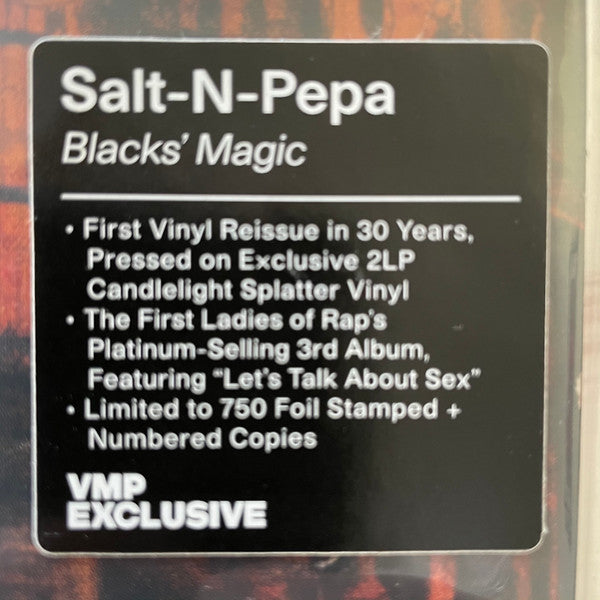 Salt-N-Pepa
Blacks' Magic
• First Vinyl Reissue in 30 Years,
Pressed on Exclusive 2LP
Candlelight Splatter Vinyl
• The First Ladies of Rap's
Platinum-Selling 3rd Album,
Featuring "Let's Talk About Sex"
• Limited to 750 Foil Stamped +
Numbered Copies
VMP
EXCLUSIVE